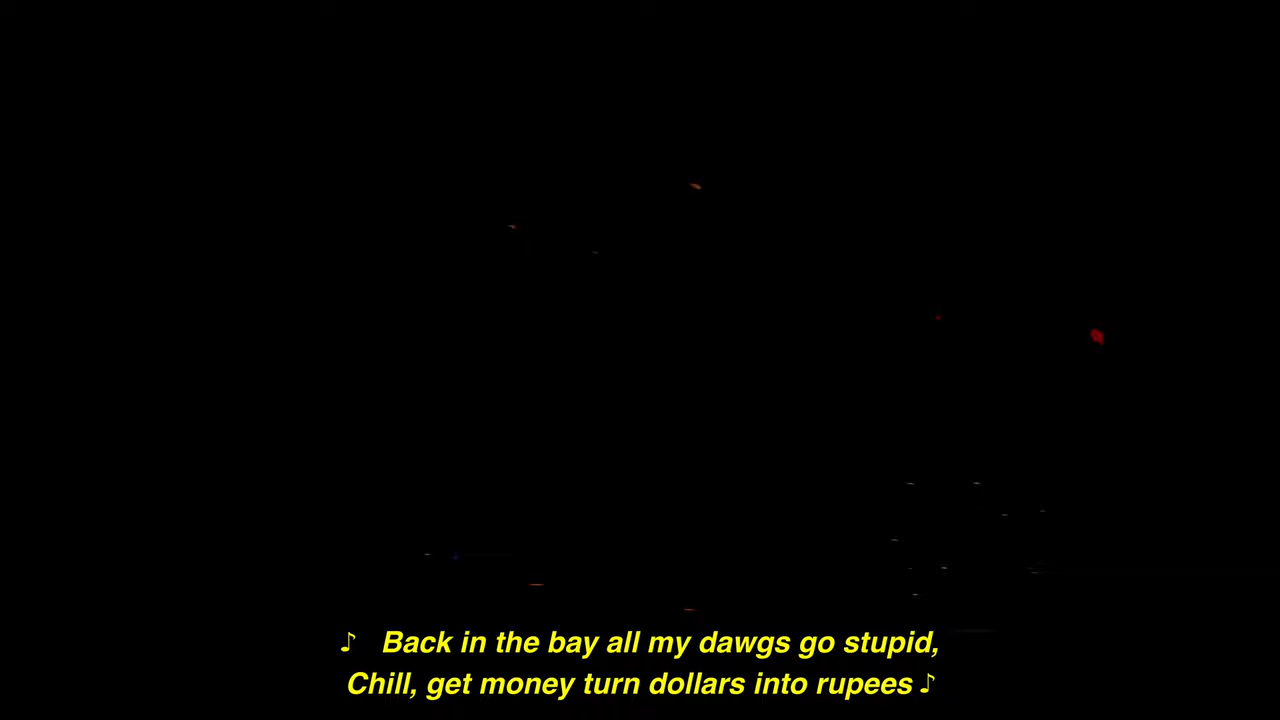 ♪ Back in the bay all my dawgs go stupid,
Chill, get money turn dollars into rupees ♪